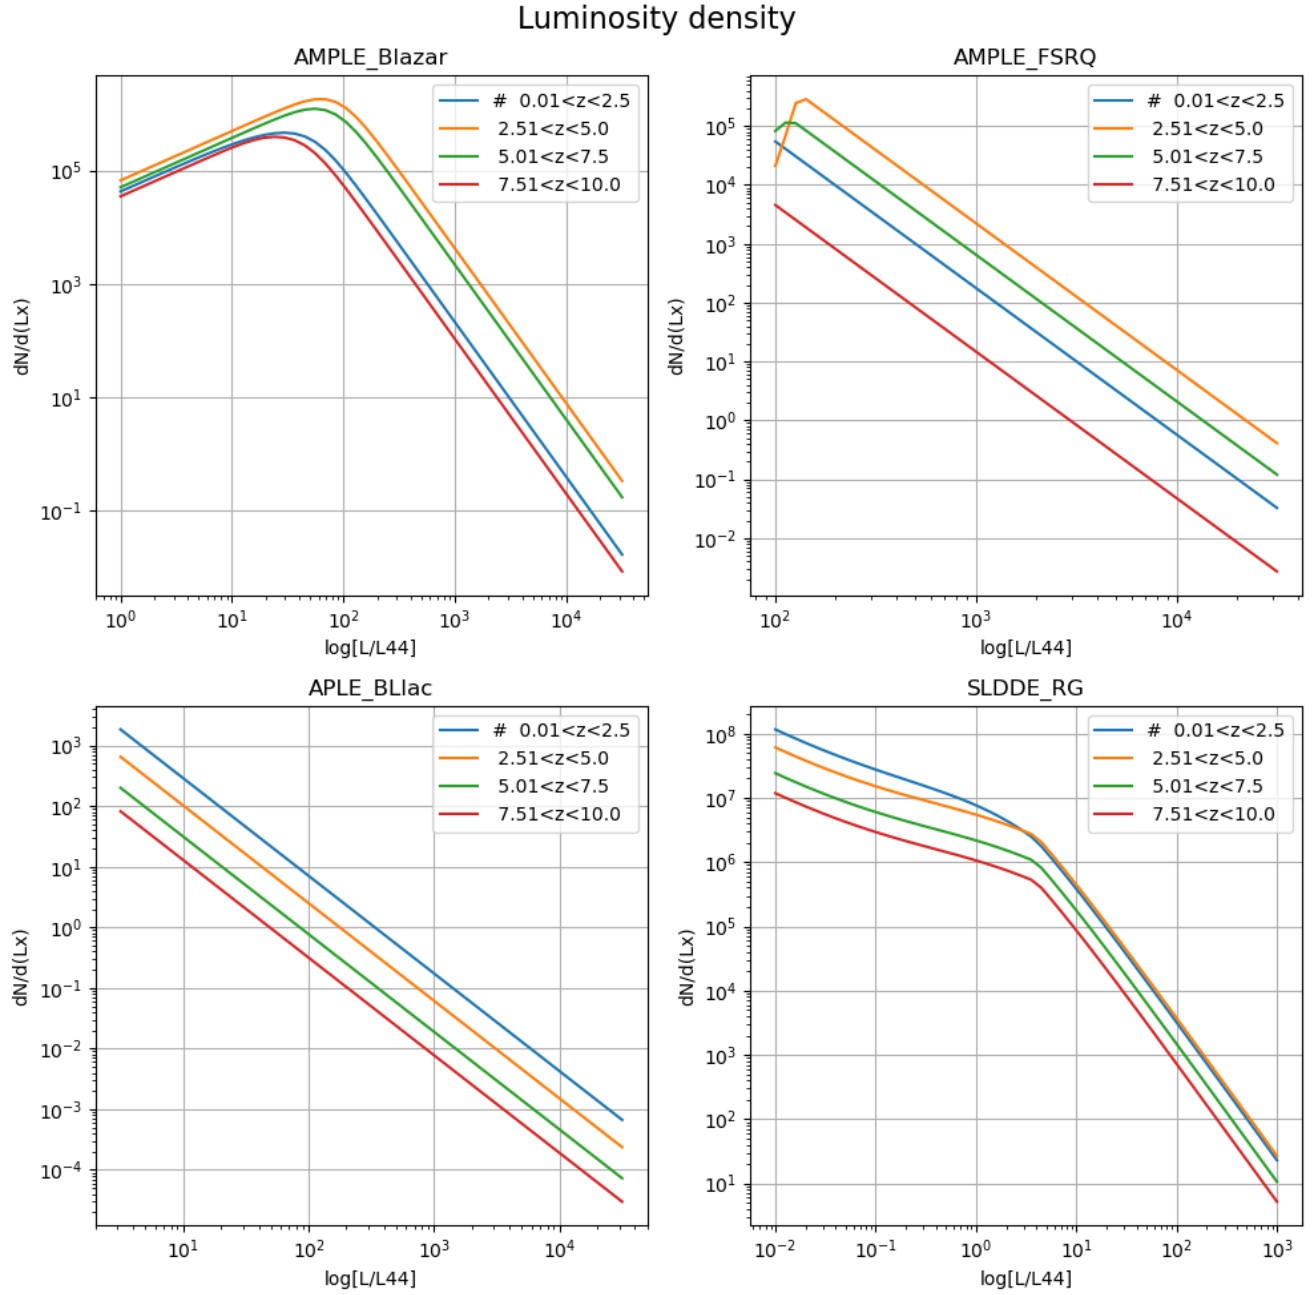 Luminosity density
AMPLE_Blazar
# 0.01<z<2.5
2.51<z<5.0
5.01<z<7.5
7.51<z<10.0
10^5
10^3
10^1
10^-1
dN/d(Lx)
10^0 10^1 10^2 10^3 10^4
log[L/L44]
AMPLE_FSRQ
# 0.01<z<2.5
2.51<z<5.0
5.01<z<7.5
7.51<z<10.0
10^5
10^4
10^3
10^2
10^1
10^0
10^-1
10^-2
dN/d(Lx)
10^2 10^3 10^4
log[L/L44]
APLE_BLlac
# 0.01<z<2.5
2.51<z<5.0
5.01<z<7.5
7.51<z<10.0
10^3
10^2
10^1
10^0
10^-1
10^-2
10^-3
10^-4
dN/d(Lx)
10^1 10^2 10^3 10^4
log[L/L44]
SLDDE_RG
# 0.01<z<2.5
2.51<z<5.0
5.01<z<7.5
7.51<z<10.0
10^8
10^7
10^6
10^5
10^4
10^3
10^2
10^1
dN/d(Lx)
10^-2 10^-1 10^0 10^1 10^2 10^3
log[L/L44]